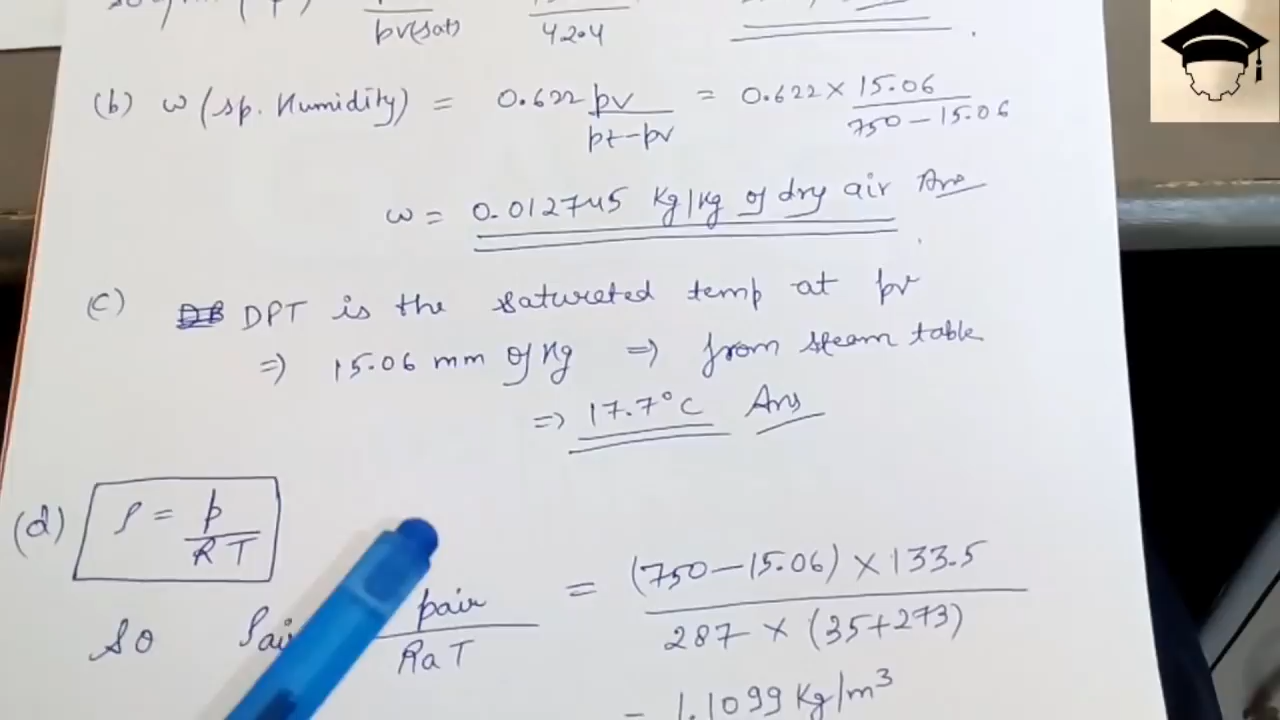 pv(sat) 42.4
(b) ω (sp. Humidity) = 0.622 pv / pt-pv = 0.622 × 15.06 / 750-15.06
ω = 0.012745 Kg/Kg of dry air Ans
(c) DPT is the satureted temp at pv
⇒ 15.06 mm of Hg ⇒ from steam table
⇒ 17.7°C Ans
(d) ρ = p / RT
So ρai pair / RaT = (750-15.06) × 133.5 / 287 × (35+273)
= 1.1099 Kg/m³